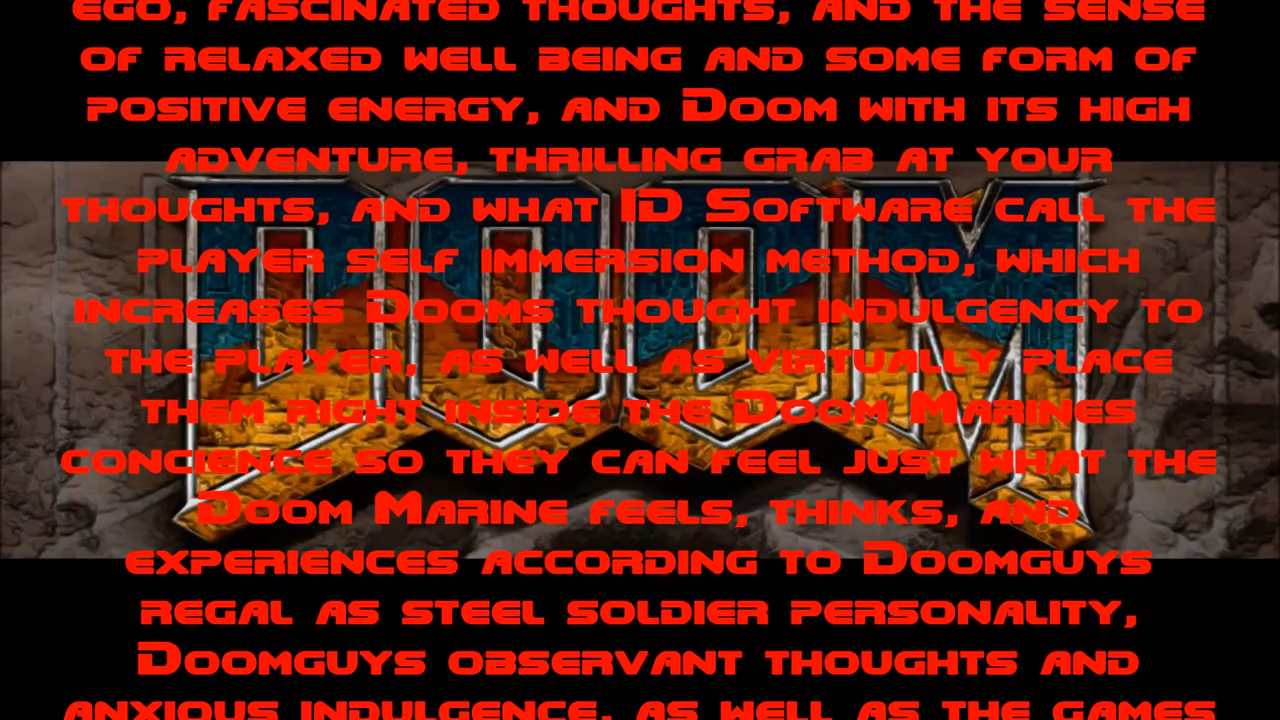 EGO, FASCINATED THOUGHTS, AND THE SENSE
OF RELAXED WELL BEING AND SOME FORM OF
POSITIVE ENERGY, AND DOOM WITH ITS HIGH
ADVENTURE, THRILLING GRAB AT YOUR
THOUGHTS, AND WHAT ID SOFTWARE CALL THE
PLAYER SELF IMMERSION METHOD, WHICH
INCREASES DOOMS THOUGHT INDULGENCY TO
THE PLAYER, AS WELL AS VIRTUALLY PLACE
THEM RIGHT INSIDE THE DOOM MARINES
CONCIENCE SO THEY CAN FEEL JUST WHAT THE
DOOM MARINE FEELS, THINKS, AND
EXPERIENCES ACCORDING TO DOOMGUYS
REGAL AS STEEL SOLDIER PERSONALITY,
DOOMGUYS OBSERVANT THOUGHTS AND
ANXIOUS INDULGENCE, AS WELL AS THE GAMES
DOOM